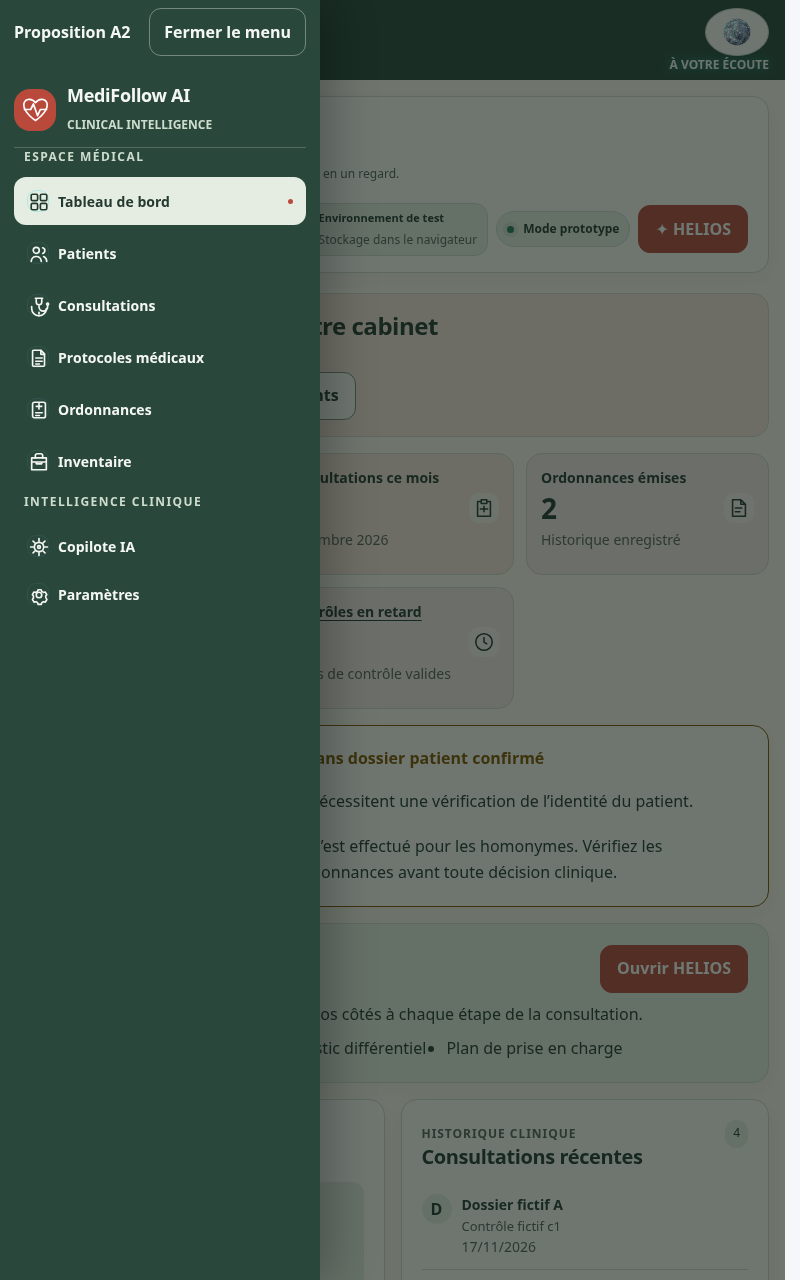 Proposition A2
Fermer le menu
MediFollow AI
CLINICAL INTELLIGENCE
ESPACE MÉDICAL
Tableau de bord
Patients
Consultations
Protocoles médicaux
Ordonnances
Inventaire
INTELLIGENCE CLINIQUE
Copilote IA
Paramètres
À VOTRE ÉCOUTE
en un regard.
Environnement de test
Stockage dans le navigateur
Mode prototype
✦ HELIOS
tre cabinet
nts
ultations ce mois
mbre 2026
Ordonnances émises
2
Historique enregistré
rôles en retard
s de contrôle valides
ans dossier patient confirmé
écessitent une vérification de l’identité du patient.
’est effectué pour les homonymes. Vérifiez les
onnances avant toute décision clinique.
Ouvrir HELIOS
os côtés à chaque étape de la consultation.
stic différentiel • Plan de prise en charge
HISTORIQUE CLINIQUE
4
Consultations récentes
D
Dossier fictif A
Contrôle fictif c1
17/11/2026